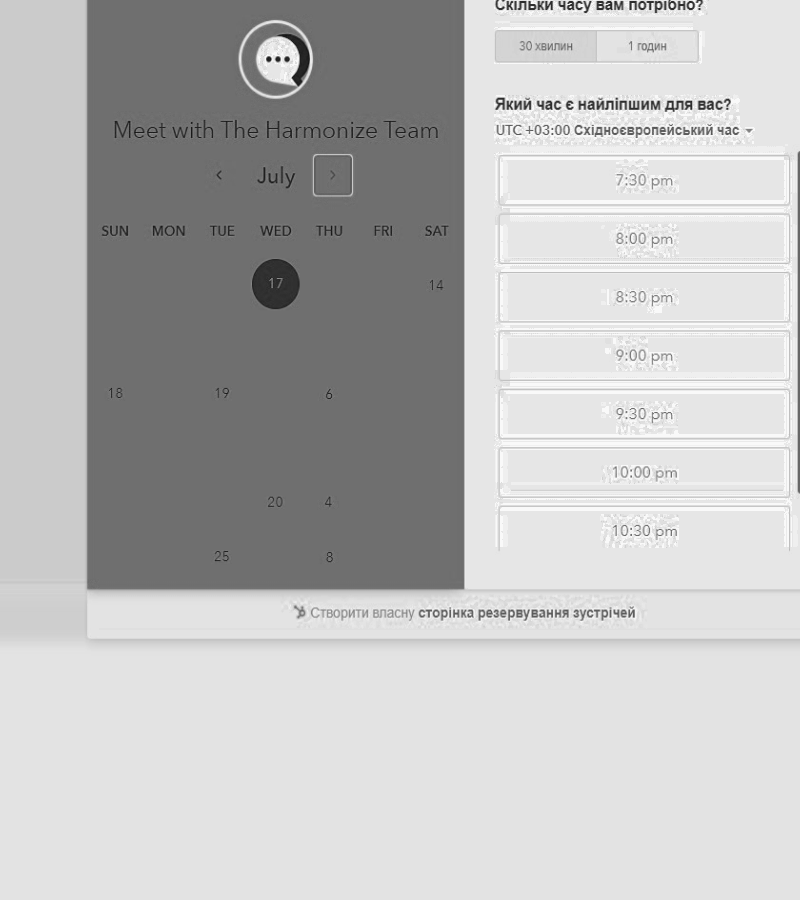 Скільки часу вам потрібно?
30 хвилин 1 годин
Meet with The Harmonize Team
July
SUN MON TUE WED THU FRI SAT
17 14
18 19 6
20 4
25 8
Який час є найліпшим для вас?
UTC +03:00 Східноєвропейський час
7:30 pm
8:00 pm
8:30 pm
9:00 pm
9:30 pm
10:00 pm
10:30 pm
Створити власну сторінка резервування зустрічей